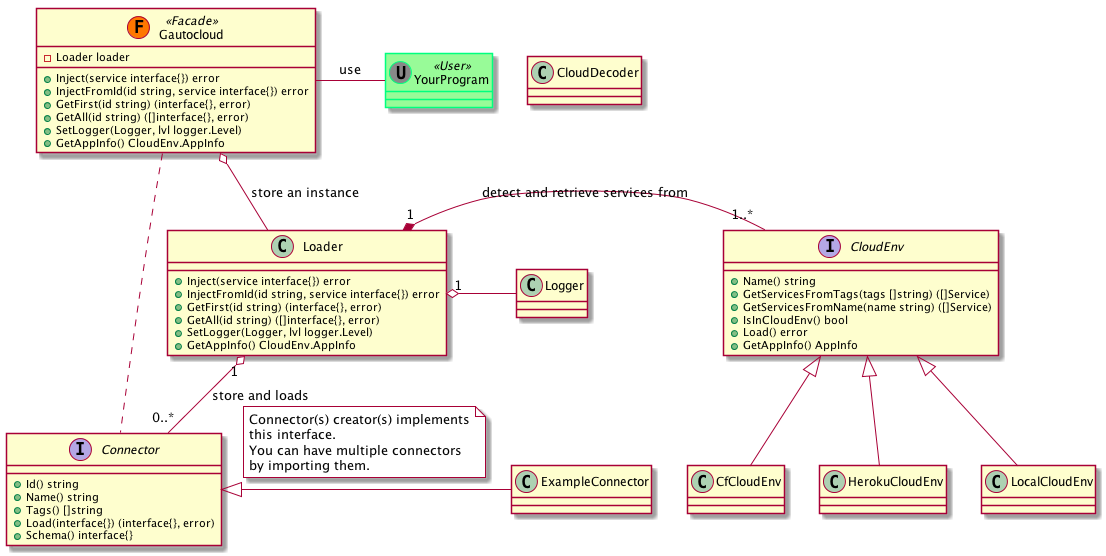 F
«Facade»
Gautocloud
Loader loader
Inject(service interface{}) error
InjectFromId(id string, service interface{}) error
GetFirst(id string) (interface{}, error)
GetAll(id string) ([]interface{}, error)
SetLogger(Logger, lvl logger.Level)
GetAppInfo() CloudEnv.AppInfo
use
U
«User»
YourProgram
C CloudDecoder
store an instance
detect and retrieve services from
1
1..*
C Loader
Inject(service interface{}) error
InjectFromId(id string, service interface{}) error
GetFirst(id string) (interface{}, error)
GetAll(id string) ([]interface{}, error)
SetLogger(Logger, lvl logger.Level)
GetAppInfo() CloudEnv.AppInfo
1
C Logger
I CloudEnv
Name() string
GetServicesFromTags(tags []string) ([]Service)
GetServicesFromName(name string) ([]Service)
IsInCloudEnv() bool
Load() error
GetAppInfo() AppInfo
1
store and loads
0..*
Connector(s) creator(s) implements
this interface.
You can have multiple connectors
by importing them.
I Connector
Id() string
Name() string
Tags() []string
Load(interface{}) (interface{}, error)
Schema() interface{}
C ExampleConnector
C CfCloudEnv
C HerokuCloudEnv
C LocalCloudEnv